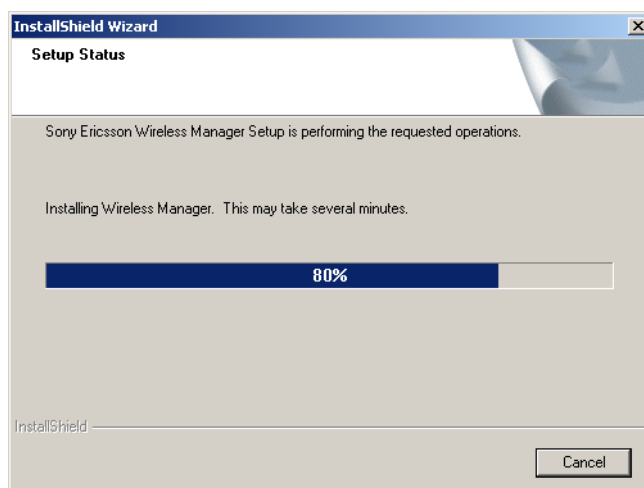 InstallShield Wizard
Setup Status
Sony Ericsson Wireless Manager Setup is performing the requested operations.
Installing Wireless Manager.  This may take several minutes.
80%
InstallShield
Cancel